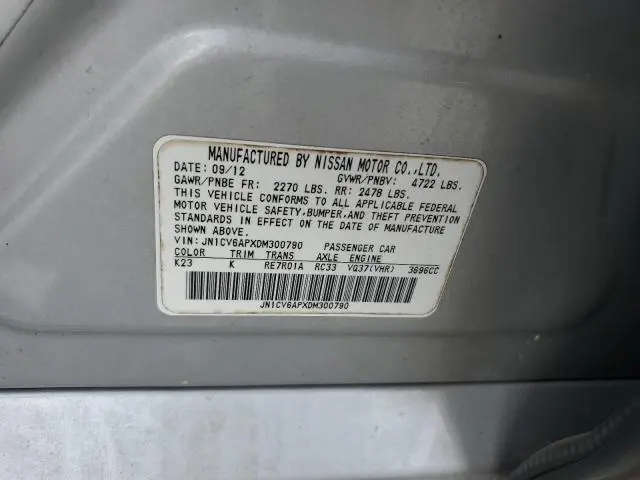 MANUFACTURED BY NISSAN MOTOR CO.,LTD.
DATE: 09/12 GVWR/PNBV: 4722 LBS.
GAWR/PNBE FR: 2270 LBS. RR: 2478 LBS.
THIS VEHICLE CONFORMS TO ALL APPLICABLE FEDERAL
MOTOR VEHICLE SAFETY,BUMPER,AND THEFT PREVENTION
STANDARDS IN EFFECT ON THE DATE OF MANUFACTURE
SHOWN ABOVE.
VIN: JN1CV6APXDM300790 PASSENGER CAR
COLOR TRIM TRANS AXLE ENGINE
K23 K RE7R01A RC33 VQ37(VHR) 3696CC
JN1CV6APXDM300790